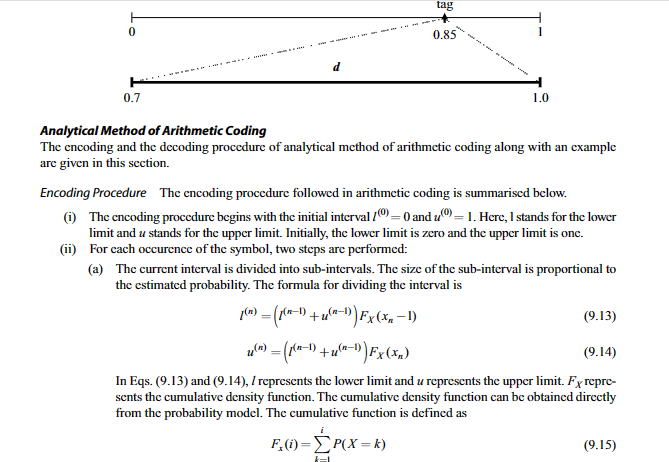 tag
0 0.85 1
d
0.7 1.0
Analytical Method of Arithmetic Coding
The encoding and the decoding procedure of analytical method of arithmetic coding along with an example
are given in this section.
Encoding Procedure The encoding procedure followed in arithmetic coding is summarised below.
(i) The encoding procedure begins with the initial interval l^(0) = 0 and u^(0) = 1. Here, l stands for the lower
limit and u stands for the upper limit. Initially, the lower limit is zero and the upper limit is one.
(ii) For each occurence of the symbol, two steps are performed:
(a) The current interval is divided into sub-intervals. The size of the sub-interval is proportional to
the estimated probability. The formula for dividing the interval is
l^(n) = (l^(n−1) + u^(n−1)) F_X(x_n − 1) (9.13)
u^(n) = (l^(n−1) + u^(n−1)) F_X(x_n) (9.14)
In Eqs. (9.13) and (9.14), l represents the lower limit and u represents the upper limit. F_X repre-
sents the cumulative density function. The cumulative density function can be obtained directly
from the probability model. The cumulative function is defined as
F_x(i) = ∑_{k=1}^{i} P(X = k) (9.15)